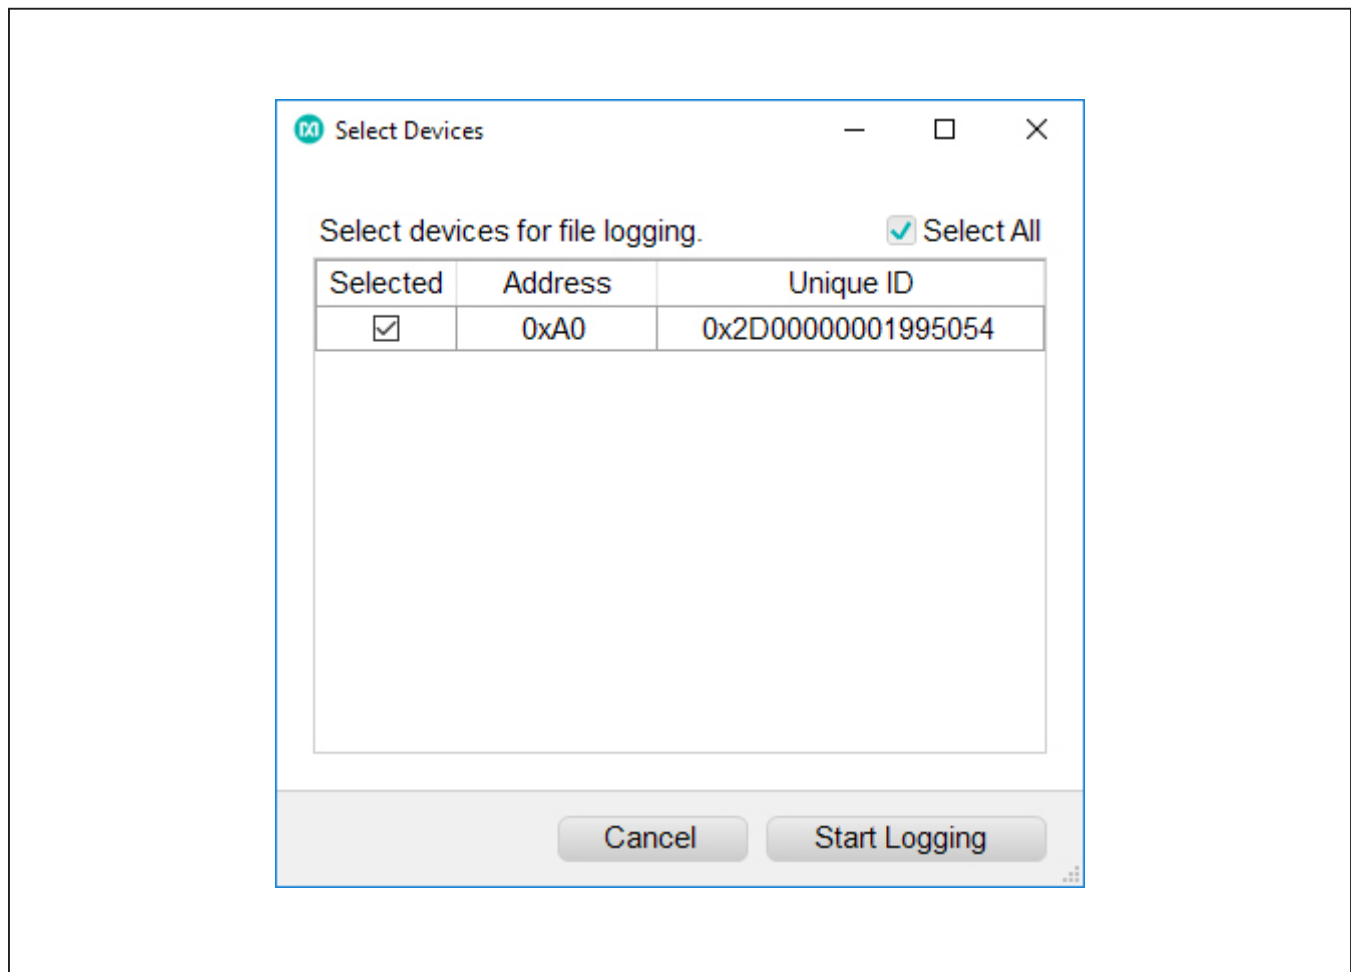 Select Devices
Select devices for file logging. Select All
Selected Address Unique ID
0xA0 0x2D00000001995054
Cancel Start Logging